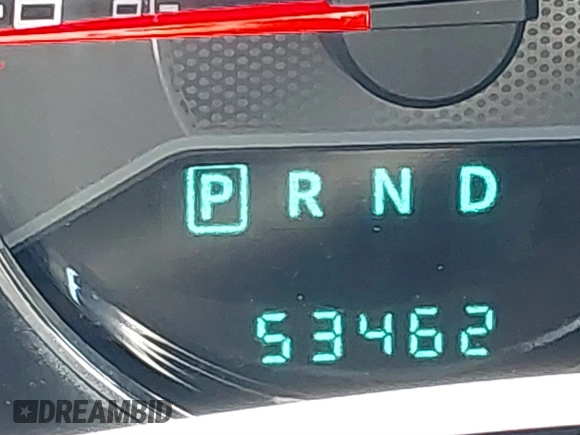 P R N D
F
53462
DREAMBID